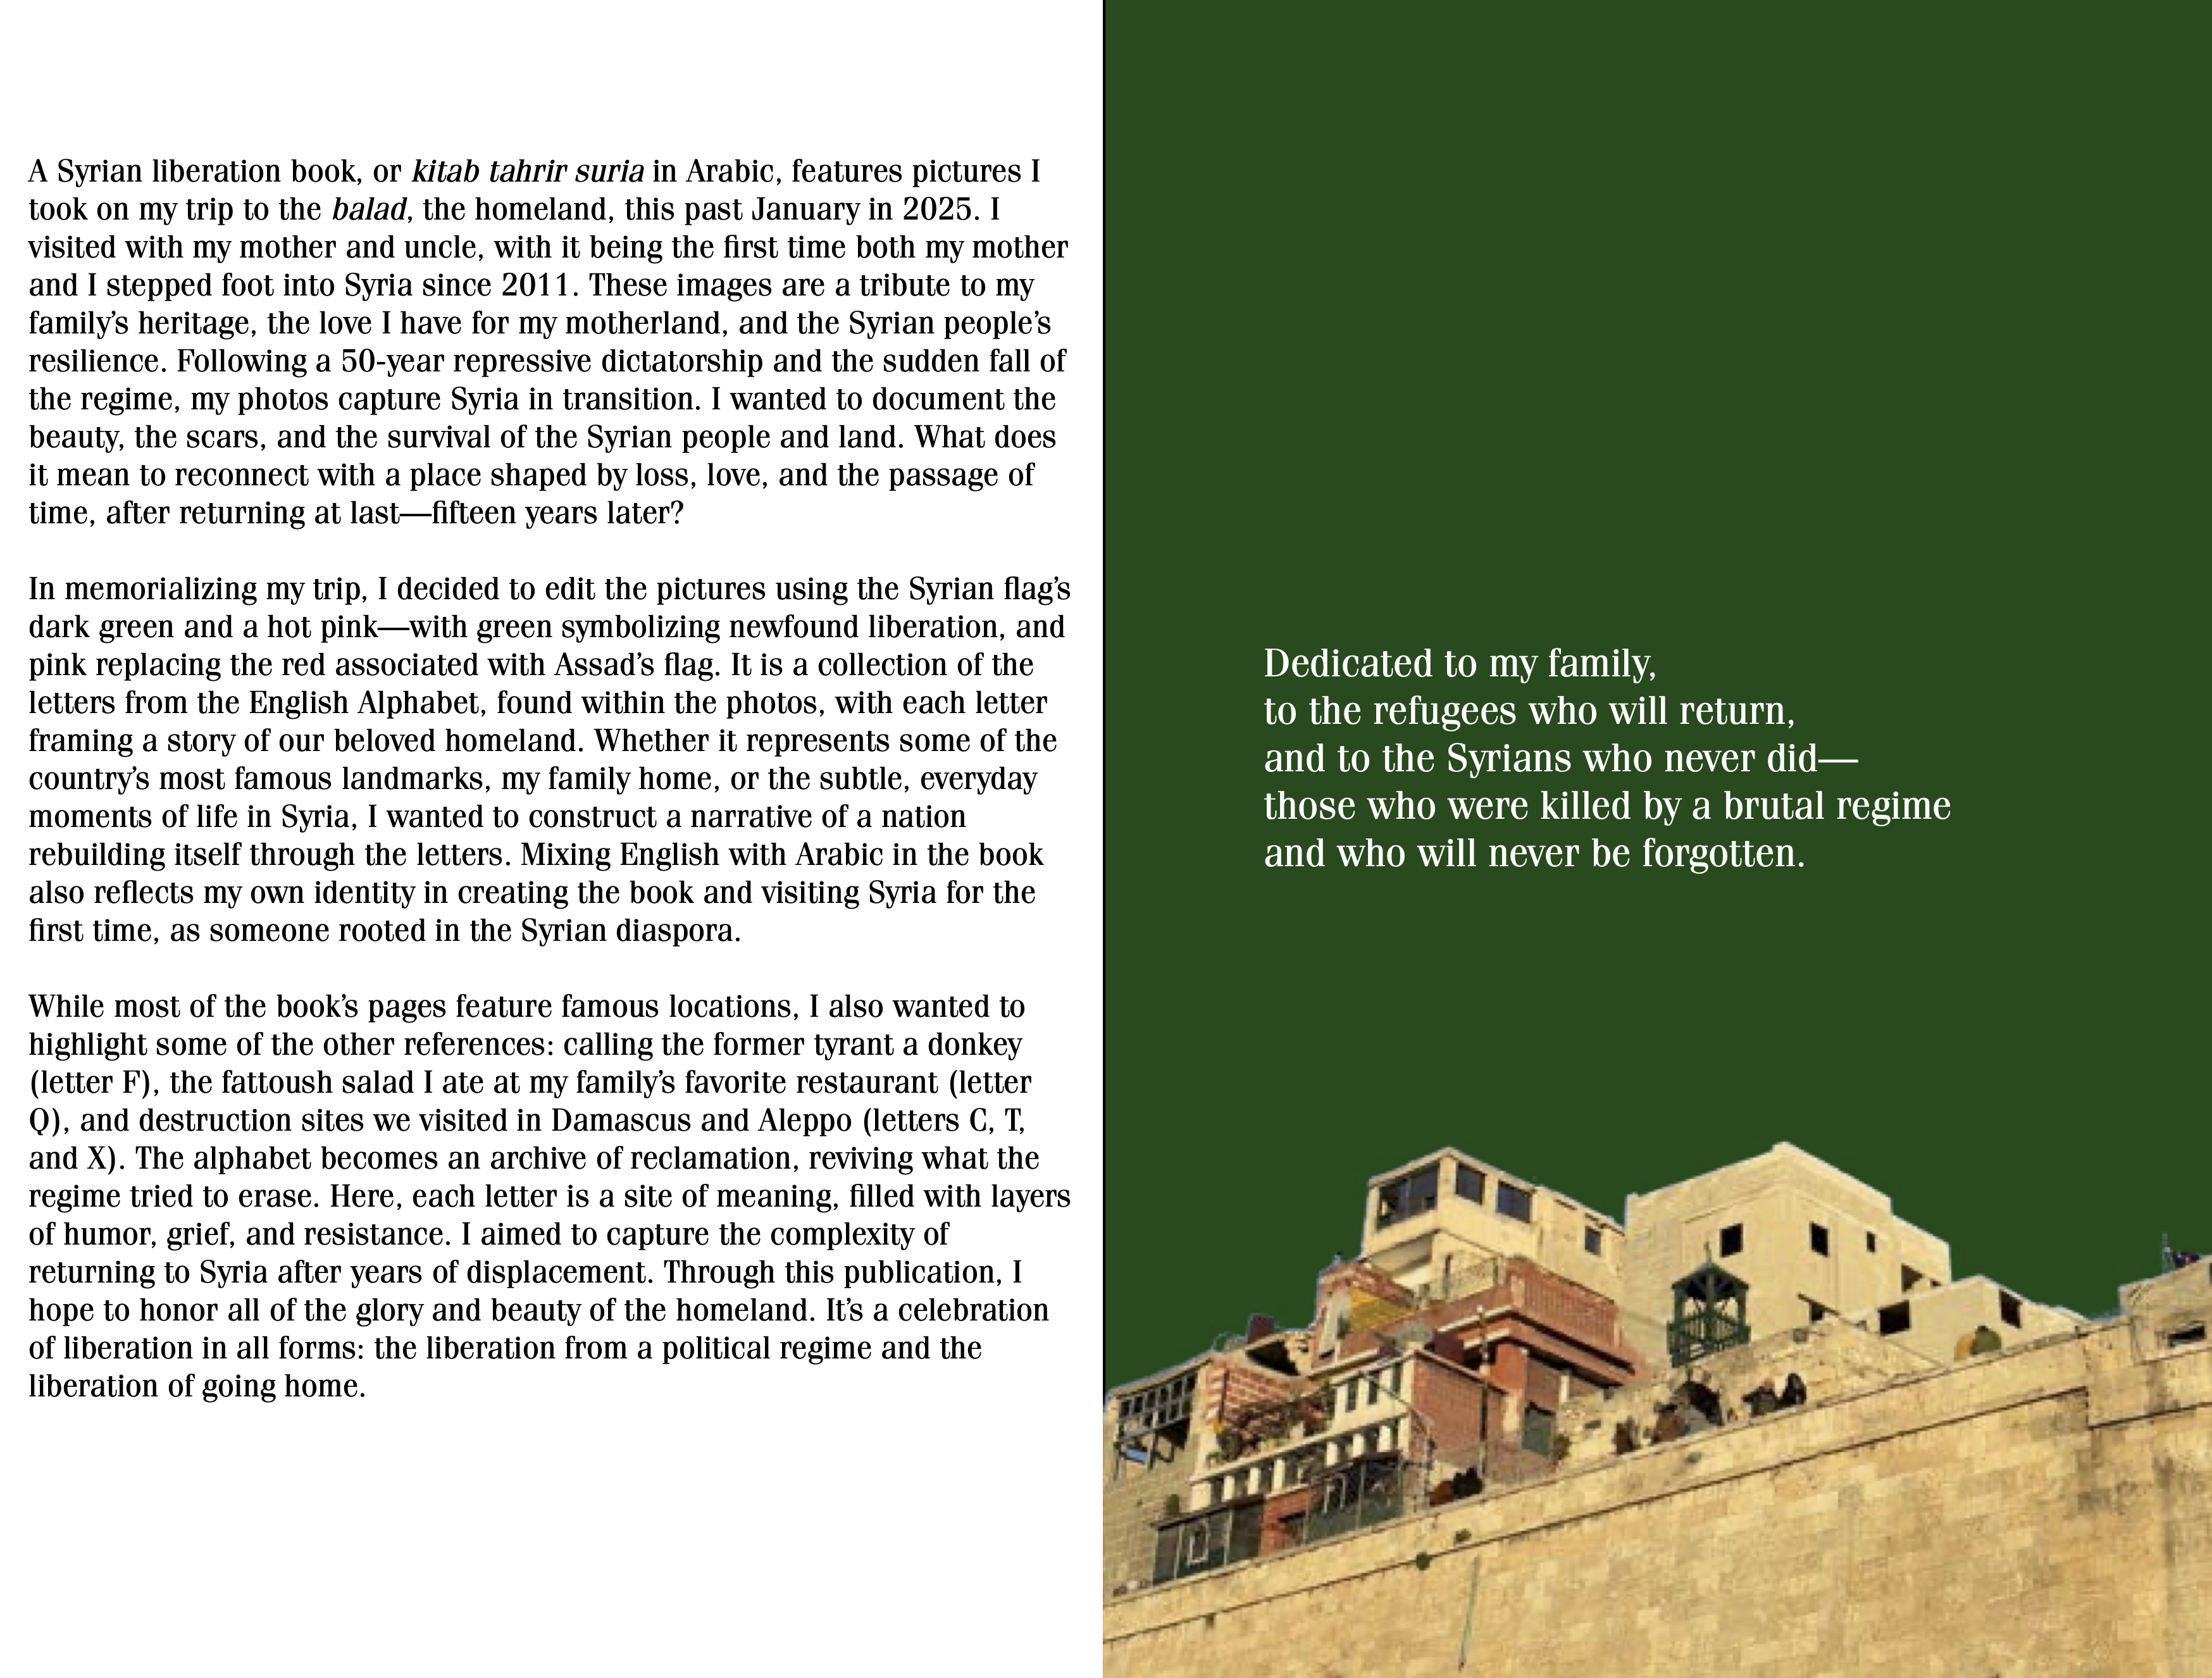 A Syrian liberation book, or kitab tahrir suria in Arabic, features pictures I
took on my trip to the balad, the homeland, this past January in 2025. I
visited with my mother and uncle, with it being the first time both my mother
and I stepped foot into Syria since 2011. These images are a tribute to my
family’s heritage, the love I have for my motherland, and the Syrian people’s
resilience. Following a 50-year repressive dictatorship and the sudden fall of
the regime, my photos capture Syria in transition. I wanted to document the
beauty, the scars, and the survival of the Syrian people and land. What does
it mean to reconnect with a place shaped by loss, love, and the passage of
time, after returning at last—fifteen years later?
In memorializing my trip, I decided to edit the pictures using the Syrian flag’s
dark green and a hot pink—with green symbolizing newfound liberation, and
pink replacing the red associated with Assad’s flag. It is a collection of the
letters from the English Alphabet, found within the photos, with each letter
framing a story of our beloved homeland. Whether it represents some of the
country’s most famous landmarks, my family home, or the subtle, everyday
moments of life in Syria, I wanted to construct a narrative of a nation
rebuilding itself through the letters. Mixing English with Arabic in the book
also reflects my own identity in creating the book and visiting Syria for the
first time, as someone rooted in the Syrian diaspora.
While most of the book’s pages feature famous locations, I also wanted to
highlight some of the other references: calling the former tyrant a donkey
(letter F), the fattoush salad I ate at my family’s favorite restaurant (letter
Q), and destruction sites we visited in Damascus and Aleppo (letters C, T,
and X). The alphabet becomes an archive of reclamation, reviving what the
regime tried to erase. Here, each letter is a site of meaning, filled with layers
of humor, grief, and resistance. I aimed to capture the complexity of
returning to Syria after years of displacement. Through this publication, I
hope to honor all of the glory and beauty of the homeland. It’s a celebration
of liberation in all forms: the liberation from a political regime and the
liberation of going home.
Dedicated to my family,
to the refugees who will return,
and to the Syrians who never did—
those who were killed by a brutal regime
and who will never be forgotten.